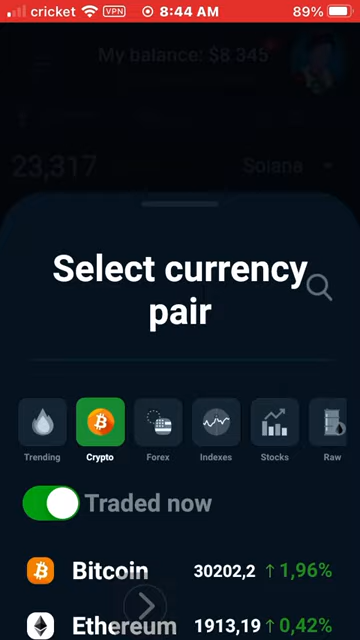 cricket VPN 8:44 AM 89%
My balance: $8 345
23,317 Solana
Select currency
pair
Trending Crypto Forex Indexes Stocks Raw
Traded now
Bitcoin 30202,2 ↑ 1,96%
Ethereum 1913,19 ↑ 0,42%